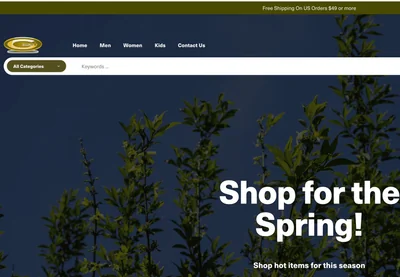 Free Shipping On US Orders $49 or more
Home Men Women Kids Contact Us
All Categories Keywords ...
Shop for the
Spring!
Shop hot items for this season